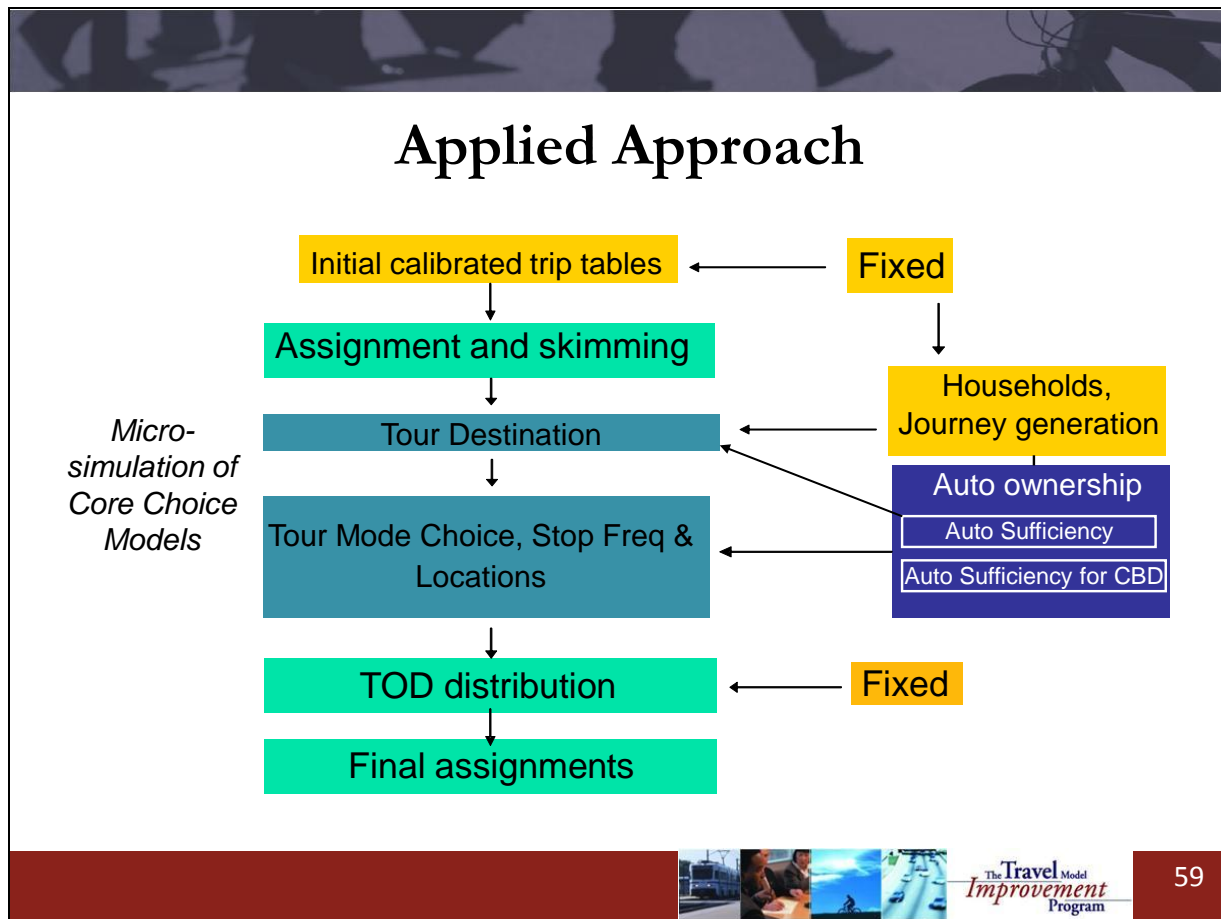 Applied Approach
Initial calibrated trip tables
Fixed
Assignment and skimming
Households,
Journey generation
Micro-
simulation of
Core Choice
Models
Tour Destination
Auto ownership
Auto Sufficiency
Auto Sufficiency for CBD
Tour Mode Choice, Stop Freq &
Locations
TOD distribution
Fixed
Final assignments
The Travel Model
Improvement
Program
59